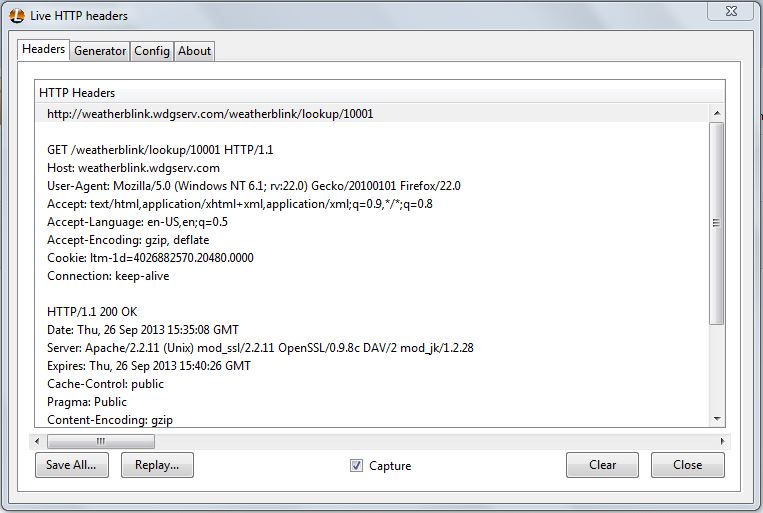 Live HTTP headers
Headers Generator Config About
HTTP Headers
http://weatherblink.wdgserv.com/weatherblink/lookup/10001
GET /weatherblink/lookup/10001 HTTP/1.1
Host: weatherblink.wdgserv.com
User-Agent: Mozilla/5.0 (Windows NT 6.1; rv:22.0) Gecko/20100101 Firefox/22.0
Accept: text/html,application/xhtml+xml,application/xml;q=0.9,*/*;q=0.8
Accept-Language: en-US,en;q=0.5
Accept-Encoding: gzip, deflate
Cookie: ltm-1d=4026882570.20480.0000
Connection: keep-alive
HTTP/1.1 200 OK
Date: Thu, 26 Sep 2013 15:35:08 GMT
Server: Apache/2.2.11 (Unix) mod_ssl/2.2.11 OpenSSL/0.9.8c DAV/2 mod_jk/1.2.28
Expires: Thu, 26 Sep 2013 15:40:26 GMT
Cache-Control: public
Pragma: Public
Content-Encoding: gzip
Save All... Replay... Capture Clear Close